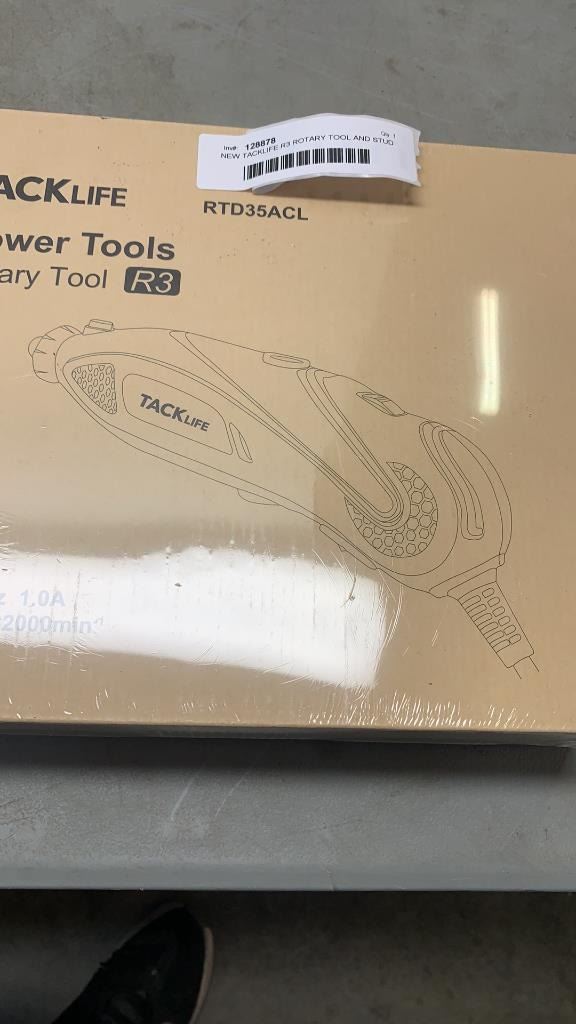 Inv#: 128878 Qty: 1
NEW TACKLIFE R3 ROTARY TOOL AND STUD
ACKLIFE
RTD35ACL
ower Tools
ary Tool R3
TACKLIFE
z 1.0A
2000min-1